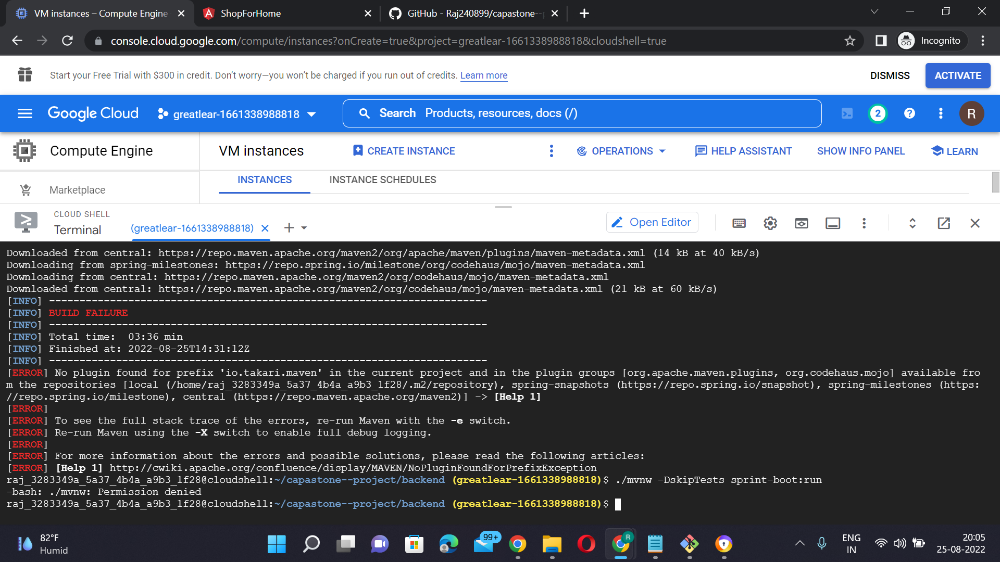 VM instances – Compute Engine
ShopForHome
GitHub - Raj240899/capastone--
console.cloud.google.com/compute/instances?onCreate=true&project=greatlear-1661338988818&cloudshell=true
Incognito
Start your Free Trial with $300 in credit. Don't worry—you won't be charged if you run out of credits. Learn more
DISMISS
ACTIVATE
Google Cloud
greatlear-1661338988818
Search Products, resources, docs (/)
2
R
Compute Engine
VM instances
CREATE INSTANCE
OPERATIONS
HELP ASSISTANT
SHOW INFO PANEL
LEARN
Marketplace
INSTANCES
INSTANCE SCHEDULES
CLOUD SHELL
Terminal
(greatlear-1661338988818)
Open Editor
Downloaded from central: https://repo.maven.apache.org/maven2/org/apache/maven/plugins/maven-metadata.xml (14 kB at 40 kB/s)
Downloading from spring-milestones: https://repo.spring.io/milestone/org/codehaus/mojo/maven-metadata.xml
Downloading from central: https://repo.maven.apache.org/maven2/org/codehaus/mojo/maven-metadata.xml
Downloaded from central: https://repo.maven.apache.org/maven2/org/codehaus/mojo/maven-metadata.xml (21 kB at 60 kB/s)
[INFO] ------------------------------------------------------------------------
[INFO] BUILD FAILURE
[INFO] ------------------------------------------------------------------------
[INFO] Total time:  03:36 min
[INFO] Finished at: 2022-08-25T14:31:12Z
[INFO] ------------------------------------------------------------------------
[ERROR] No plugin found for prefix 'io.takari.maven' in the current project and in the plugin groups [org.apache.maven.plugins, org.codehaus.mojo] available fro
m the repositories [local (/home/raj_3283349a_5a37_4b4a_a9b3_1f28/.m2/repository), spring-snapshots (https://repo.spring.io/snapshot), spring-milestones (https:
//repo.spring.io/milestone), central (https://repo.maven.apache.org/maven2)] -> [Help 1]
[ERROR]
[ERROR] To see the full stack trace of the errors, re-run Maven with the -e switch.
[ERROR] Re-run Maven using the -X switch to enable full debug logging.
[ERROR]
[ERROR] For more information about the errors and possible solutions, please read the following articles:
[ERROR] [Help 1] http://cwiki.apache.org/confluence/display/MAVEN/NoPluginFoundForPrefixException
raj_3283349a_5a37_4b4a_a9b3_1f28@cloudshell:~/capastone--project/backend (greatlear-1661338988818)$ ./mvnw -DskipTests sprint-boot:run
-bash: ./mvnw: Permission denied
raj_3283349a_5a37_4b4a_a9b3_1f28@cloudshell:~/capastone--project/backend (greatlear-1661338988818)$
82°F
Humid
99+
R
ENG
IN
20:05
25-08-2022